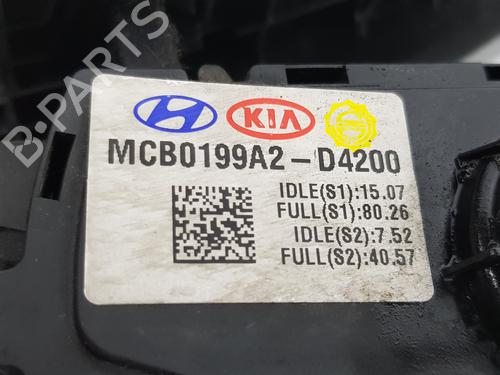 B-PARTS
KIA
MCB0199A2-D4200
IDLE(S1):15.07
FULL(S1):80.26
IDLE(S2):7.52
FULL(S2):40.57